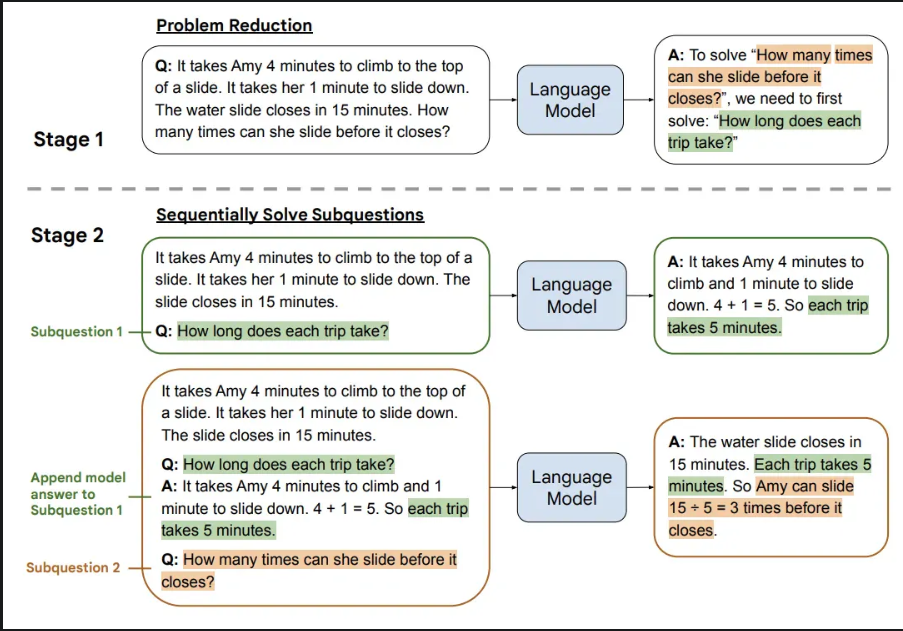 Problem Reduction
Stage 1
Q: It takes Amy 4 minutes to climb to the top
of a slide. It takes her 1 minute to slide down.
The water slide closes in 15 minutes. How
many times can she slide before it closes?
Language
Model
A: To solve “How many times
can she slide before it
closes?”, we need to first
solve: “How long does each
trip take?”
Stage 2
Sequentially Solve Subquestions
It takes Amy 4 minutes to climb to the top of a
slide. It takes her 1 minute to slide down. The
slide closes in 15 minutes.
Subquestion 1
Q: How long does each trip take?
Language
Model
A: It takes Amy 4 minutes to
climb and 1 minute to slide
down. 4 + 1 = 5. So each trip
takes 5 minutes.
It takes Amy 4 minutes to climb to the top of
a slide. It takes her 1 minute to slide down.
The slide closes in 15 minutes.
Append model
answer to
Subquestion 1
Q: How long does each trip take?
A: It takes Amy 4 minutes to climb and 1
minute to slide down. 4 + 1 = 5. So each trip
takes 5 minutes.
Subquestion 2
Q: How many times can she slide before it
closes?
Language
Model
A: The water slide closes in
15 minutes. Each trip takes 5
minutes. So Amy can slide
15 ÷ 5 = 3 times before it
closes.